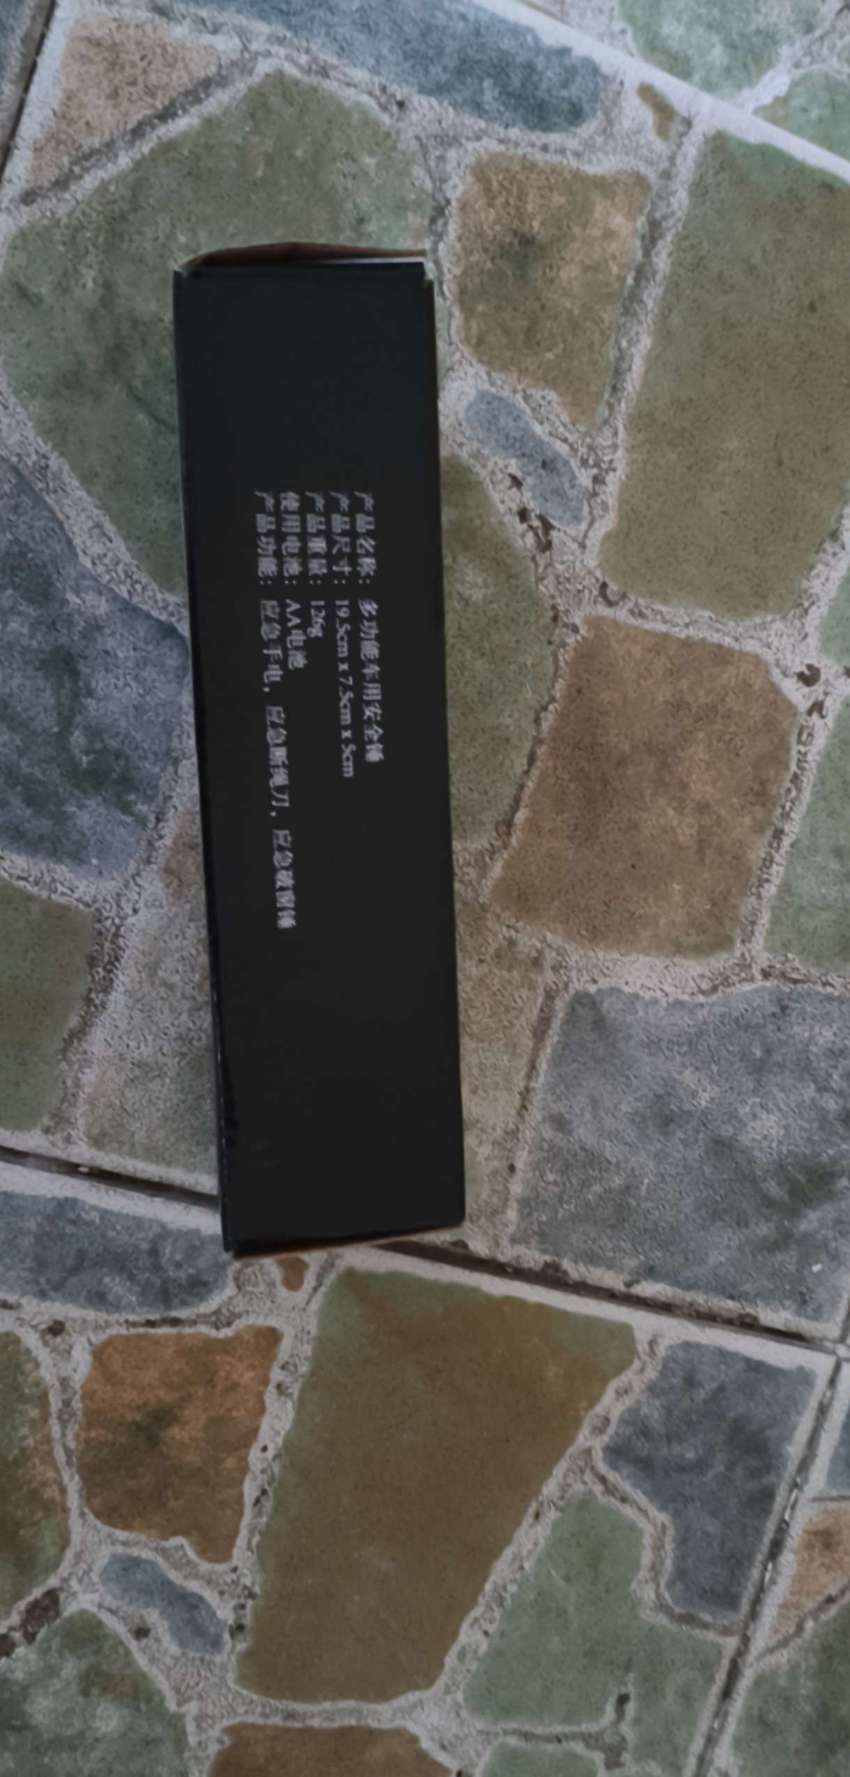 产品名称：多功能车用安全锤
产品尺寸：19.5cm x 7.5cm x 5cm
产品重量：126g
使用电池：AA电池
产品功能：应急手电，应急断绳刀，应急破窗锤